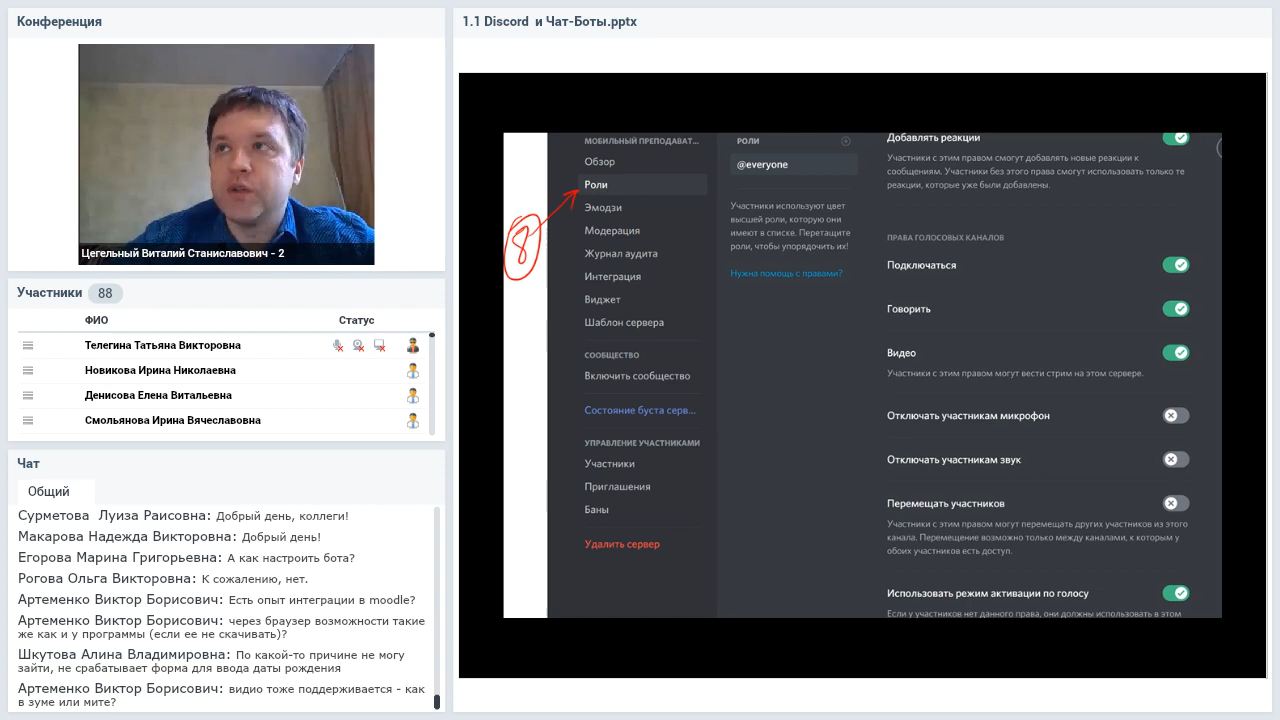 Конференция
Цегельный Виталий Станиславович - 2
Участники 88
ФИО Статус
Телегина Татьяна Викторовна
Новикова Ирина Николаевна
Денисова Елена Витальевна
Смольянова Ирина Вячеславовна
Чат
Общий
Сурметова Луиза Раисовна: Добрый день, коллеги!
Макарова Надежда Викторовна: Добрый день!
Егорова Марина Григорьевна: А как настроить бота?
Рогова Ольга Викторовна: К сожалению, нет.
Артеменко Виктор Борисович: Есть опыт интеграции в moodle?
Артеменко Виктор Борисович: через браузер возможности такие
же как и у программы (если ее не скачивать)?
Шкутова Алина Владимировна: По какой-то причине не могу
зайти, не срабатывает форма для ввода даты рождения
Артеменко Виктор Борисович: видио тоже поддерживается - как
в зуме или мите?
1.1 Discord и Чат-Боты.pptx
8
МОБИЛЬНЫЙ ПРЕПОДАВАТ...
Обзор
Роли
Эмодзи
Модерация
Журнал аудита
Интеграция
Виджет
Шаблон сервера
СООБЩЕСТВО
Включить сообщество
Состояние буста серв...
УПРАВЛЕНИЕ УЧАСТНИКАМИ
Участники
Приглашения
Баны
Удалить сервер
РОЛИ
@everyone
Участники используют цвет
высшей роли, которую они
имеют в списке. Перетащите
роли, чтобы упорядочить их!
Нужна помощь с правами?
Добавлять реакции
Участники с этим правом смогут добавлять новые реакции к
сообщениям. Участники без этого права смогут использовать только те
реакции, которые уже были добавлены.
ПРАВА ГОЛОСОВЫХ КАНАЛОВ
Подключаться
Говорить
Видео
Участники с этим правом могут вести стрим на этом сервере.
Отключать участникам микрофон
Отключать участникам звук
Перемещать участников
Участники с этим правом могут перемещать других участников из этого
канала. Перемещение возможно только между каналами, к которым у
обоих участников есть доступ.
Использовать режим активации по голосу
Если у участников нет данного права, они должны использовать в этом